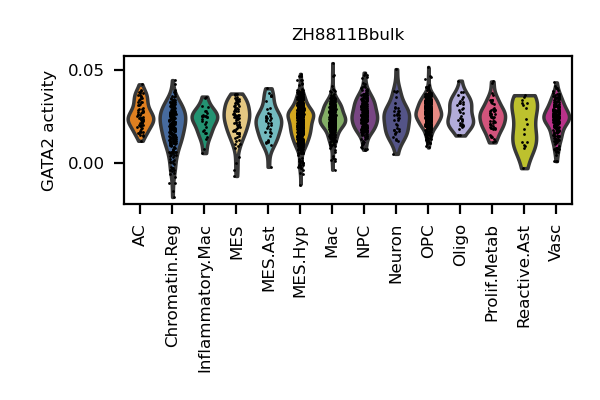 ZH8811Bbulk
GATA2 activity
0.05
0.00
AC
Chromatin.Reg
Inflammatory.Mac
MES
MES.Ast
MES.Hyp
Mac
NPC
Neuron
OPC
Oligo
Prolif.Metab
Reactive.Ast
Vasc